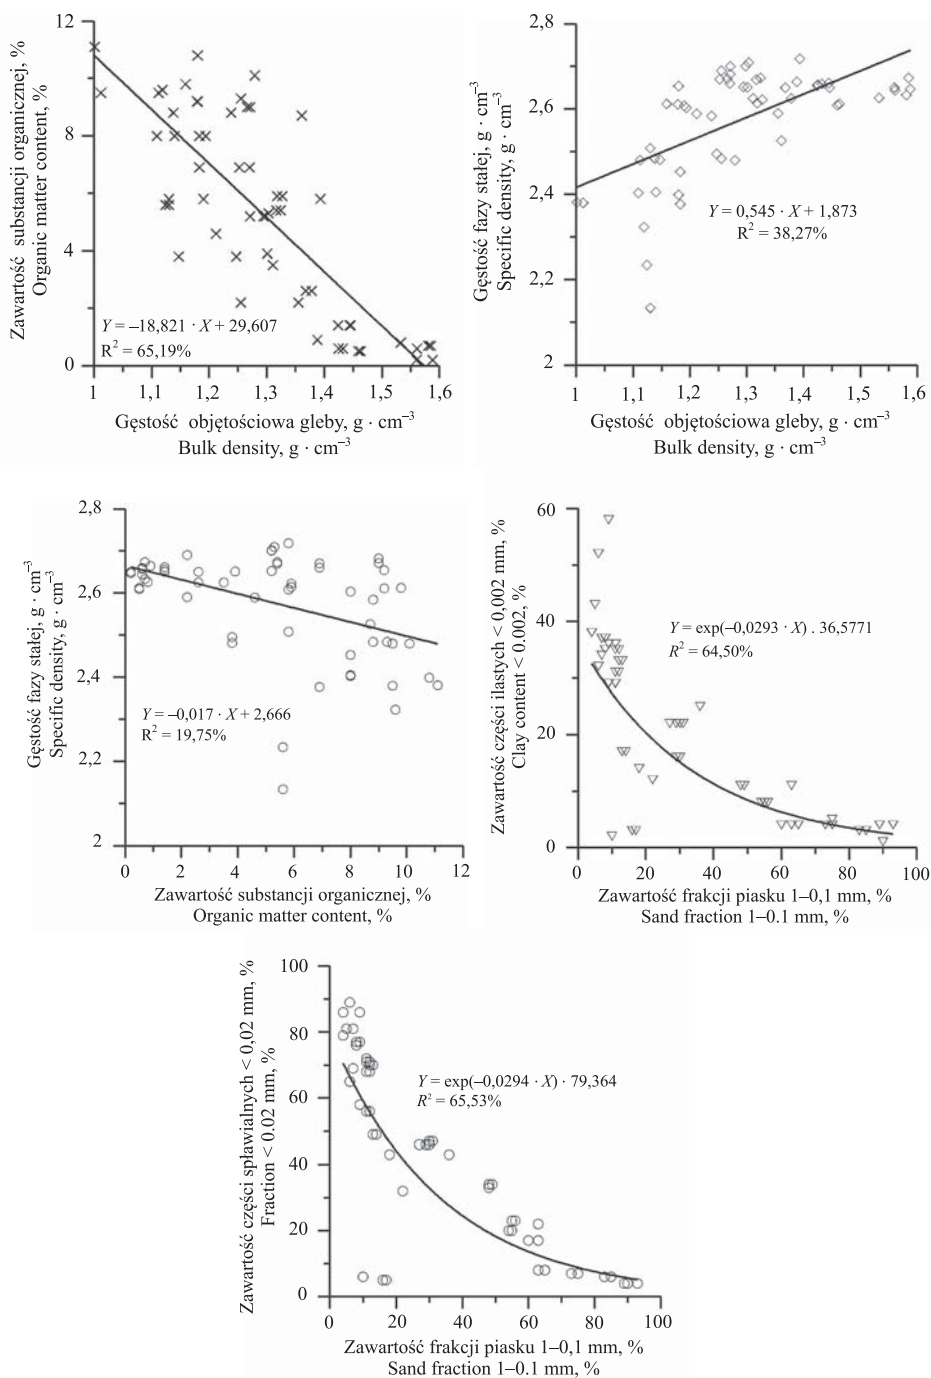 Zawartość substancji organicznej, %
Organic matter content, %
12
8
4
0
Y = –18,821 · X + 29,607
R² = 65,19%
1 1,1 1,2 1,3 1,4 1,5 1,6
Gęstość objętościowa gleby, g · cm⁻³
Bulk density, g · cm⁻³
Gęstość fazy stałej, g · cm⁻³
Specific density, g · cm⁻³
2,8
2,6
2,4
2,2
2
Y = 0,545 · X + 1,873
R² = 38,27%
1 1,1 1,2 1,3 1,4 1,5 1,6
Gęstość objętościowa gleby, g · cm⁻³
Bulk density, g · cm⁻³
Gęstość fazy stałej, g · cm⁻³
Specific density, g · cm⁻³
2,8
2,6
2,4
2,2
2
Y = –0,017 · X + 2,666
R² = 19,75%
0 2 4 6 8 10 12
Zawartość substancji organicznej, %
Organic matter content, %
Zawartość części ilastych < 0,002 mm, %
Clay content < 0.002, %
60
40
20
0
Y = exp(–0,0293 · X) . 36,5771
R² = 64,50%
0 20 40 60 80 100
Zawartość frakcji piasku 1–0,1 mm, %
Sand fraction 1–0.1 mm, %
Zawartość części spławialnych < 0,02 mm, %
Fraction < 0.02 mm, %
100
80
60
40
20
0
Y = exp(–0,0294 · X) · 79,364
R² = 65,53%
0 20 40 60 80 100
Zawartość frakcji piasku 1–0,1 mm, %
Sand fraction 1–0.1 mm, %